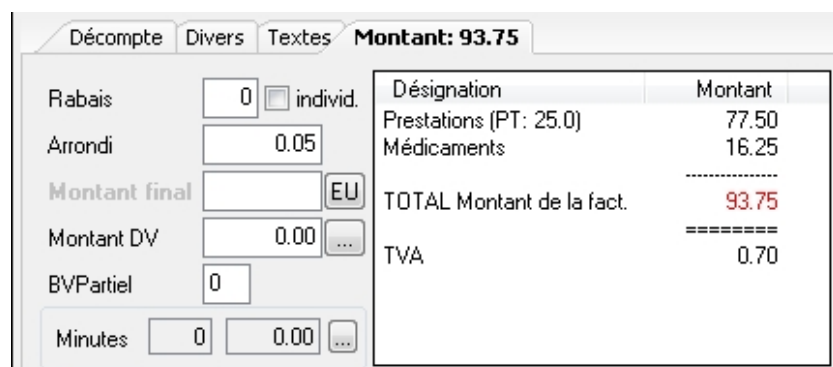 Décompte Divers Textes Montant: 93.75
Rabais 0 individ.
Arrondi 0.05
Montant final EU
Montant DV 0.00 ...
BVPartiel 0
Minutes 0 0.00 ...
Désignation Montant
Prestations (PT: 25.0) 77.50
Médicaments 16.25
---------------
TOTAL Montant de la fact. 93.75
========
TVA 0.70